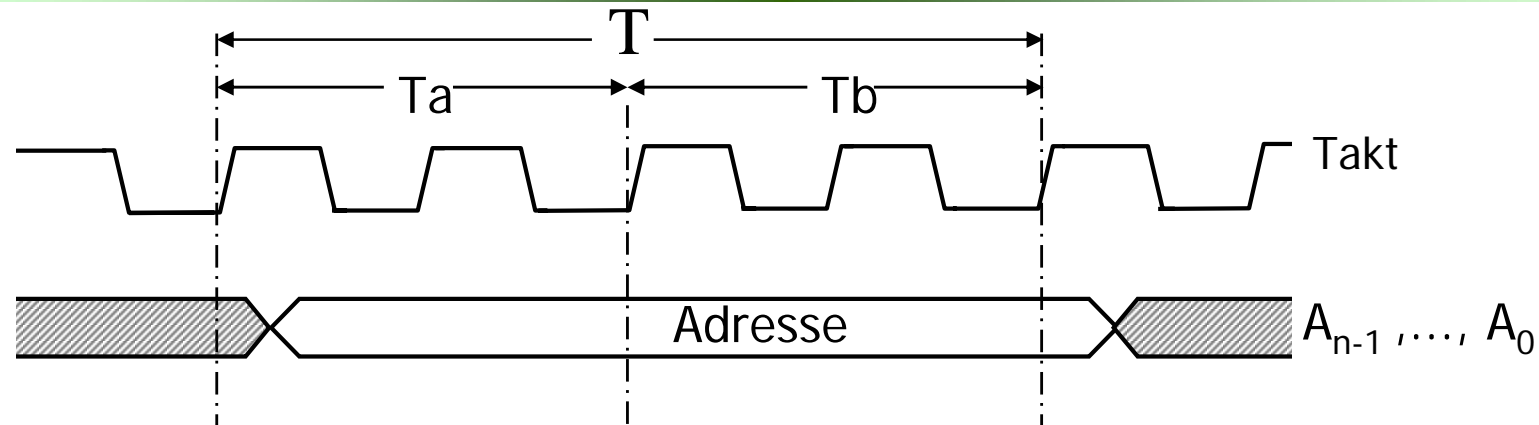 T
Ta Tb
Takt
Adresse
Aₙ₋₁ ,..., A₀